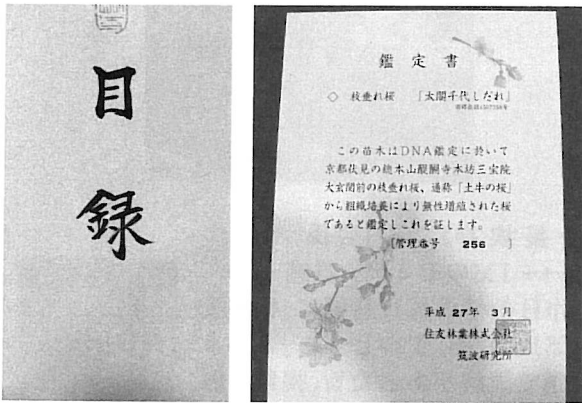 目録
鑑定書
◇ 枝垂れ桜 「太閤千代しだれ」
この苗木はDNA鑑定に於いて
京都伏見の総本山醍醐寺本坊三宝院
大玄関前の枝垂れ桜、通称「土牛の桜」
から組織培養により無性増殖された桜
であると鑑定しこれを証します。
[管理番号 256 ]
平成 27年 3月
住友林業株式会社
筑波研究所